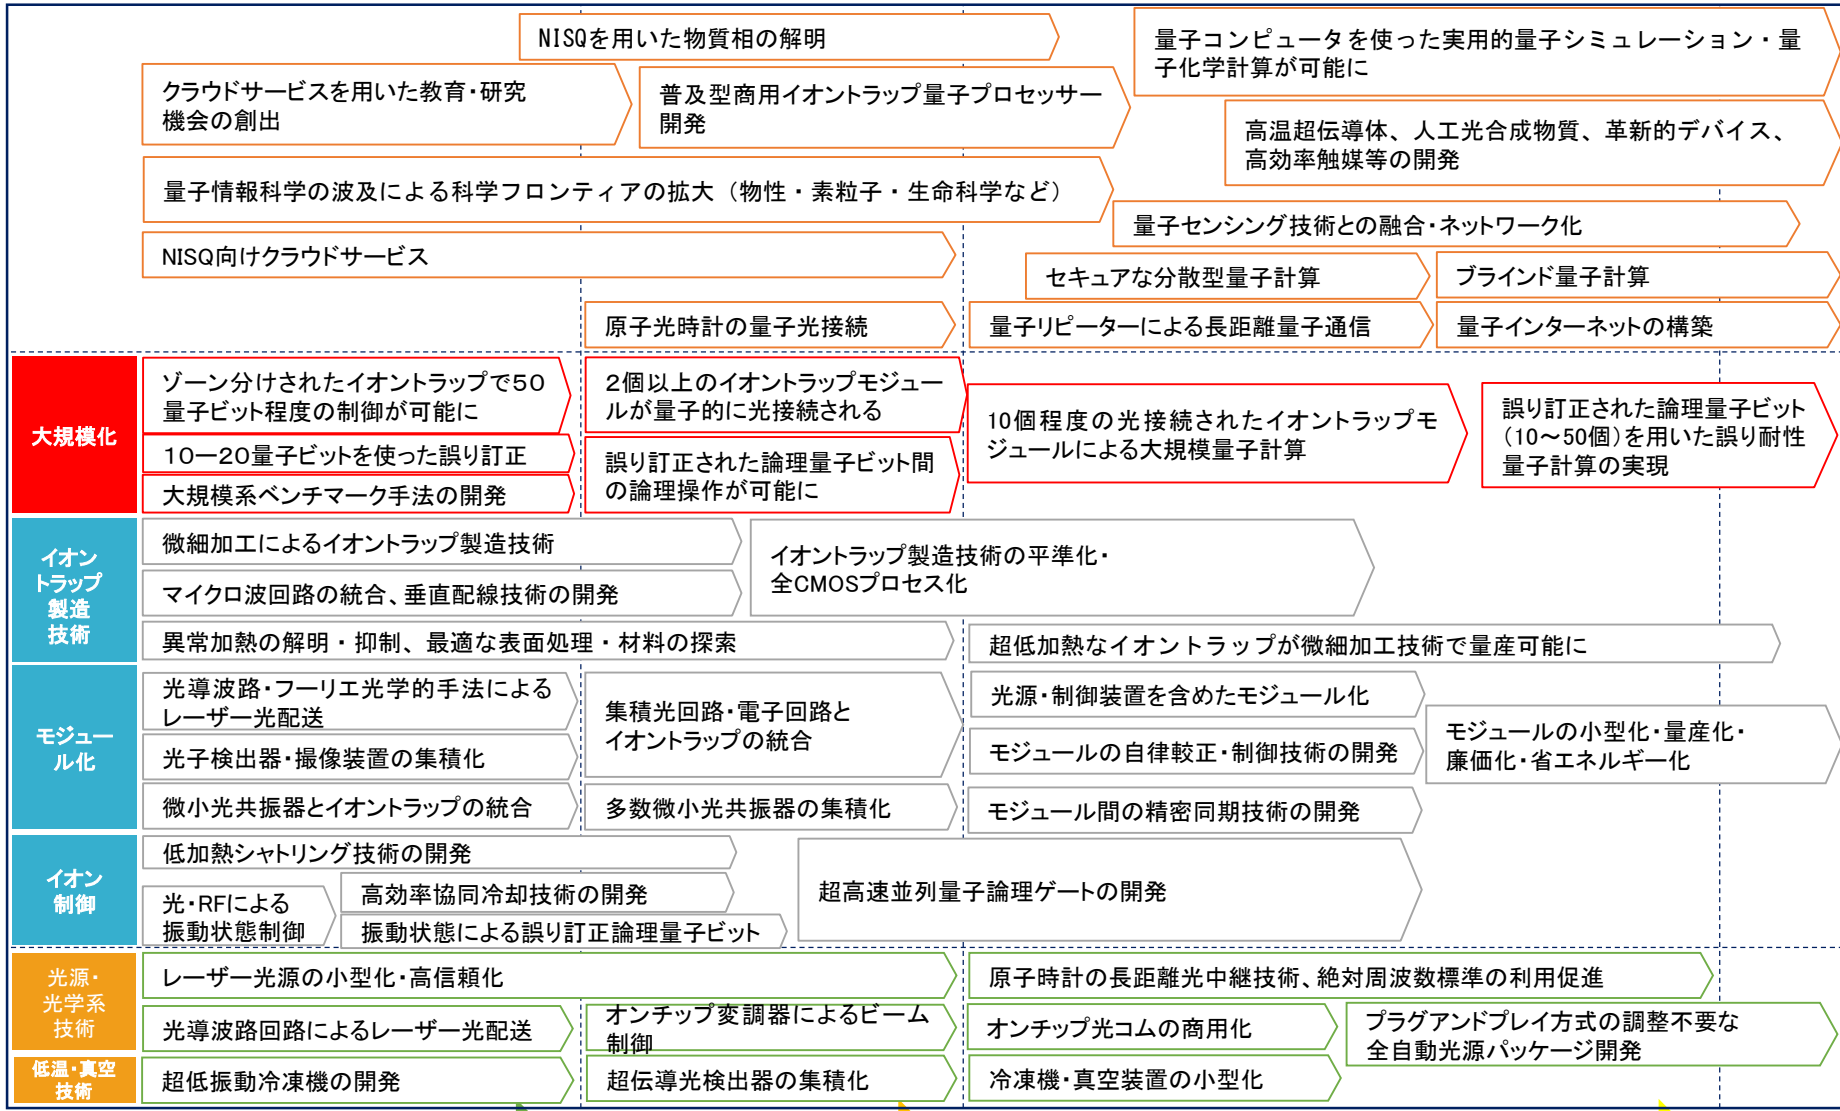 NISQを用いた物質相の解明
量子コンピュータを使った実用的量子シミュレーション・量
子化学計算が可能に
クラウドサービスを用いた教育・研究
機会の創出
普及型商用イオントラップ量子プロセッサー
開発
高温超伝導体、人工光合成物質、革新的デバイス、
高効率触媒等の開発
量子情報科学の波及による科学フロンティアの拡大（物性・素粒子・生命科学など）
量子センシング技術との融合・ネットワーク化
NISQ向けクラウドサービス
セキュアな分散型量子計算
ブラインド量子計算
原子光時計の量子光接続
量子リピーターによる長距離量子通信
量子インターネットの構築
大規模化
ゾーン分けされたイオントラップで50
量子ビット程度の制御が可能に
10ー20量子ビットを使った誤り訂正
大規模系ベンチマーク手法の開発
2個以上のイオントラップモジュー
ルが量子的に光接続される
誤り訂正された論理量子ビット間
の論理操作が可能に
10個程度の光接続されたイオントラップモ
ジュールによる大規模量子計算
誤り訂正された論理量子ビット
（10～50個）を用いた誤り耐性
量子計算の実現
イオン
トラップ
製造
技術
微細加工によるイオントラップ製造技術
マイクロ波回路の統合、垂直配線技術の開発
イオントラップ製造技術の平準化・
全CMOSプロセス化
異常加熱の解明・抑制、最適な表面処理・材料の探索
超低加熱なイオントラップが微細加工技術で量産可能に
モジュー
ル化
光導波路・フーリエ光学的手法による
レーザー光配送
光子検出器・撮像装置の集積化
微小光共振器とイオントラップの統合
集積光回路・電子回路と
イオントラップの統合
多数微小光共振器の集積化
光源・制御装置を含めたモジュール化
モジュールの自律較正・制御技術の開発
モジュール間の精密同期技術の開発
モジュールの小型化・量産化・
廉価化・省エネルギー化
イオン
制御
低加熱シャトリング技術の開発
光・RFによる
振動状態制御
高効率協同冷却技術の開発
振動状態による誤り訂正論理量子ビット
超高速並列量子論理ゲートの開発
光源・
光学系
技術
レーザー光源の小型化・高信頼化
原子時計の長距離光中継技術、絶対周波数標準の利用促進
光導波路回路によるレーザー光配送
オンチップ変調器によるビーム
制御
オンチップ光コムの商用化
プラグアンドプレイ方式の調整不要な
全自動光源パッケージ開発
低温・真空
技術
超低振動冷凍機の開発
超伝導光検出器の集積化
冷凍機・真空装置の小型化